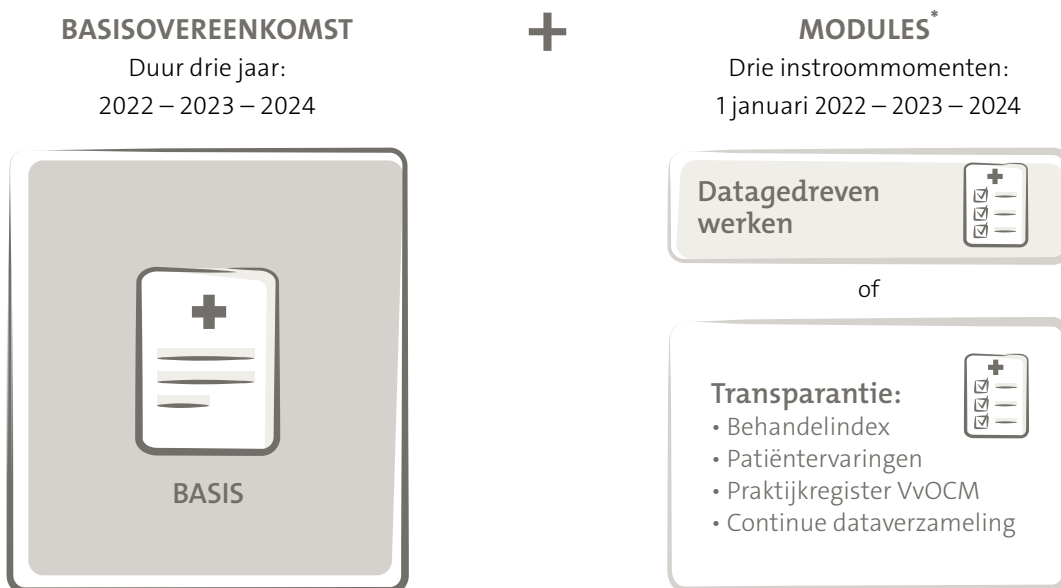 BASISOVEREENKOMST
Duur drie jaar:
2022 – 2023 – 2024
+
MODULES*
Drie instroommomenten:
1 januari 2022 – 2023 – 2024
BASIS
Datagedreven
werken
of
Transparantie:
• Behandelindex
• Patiëntervaringen
• Praktijkregister VvOCM
• Continue dataverzameling